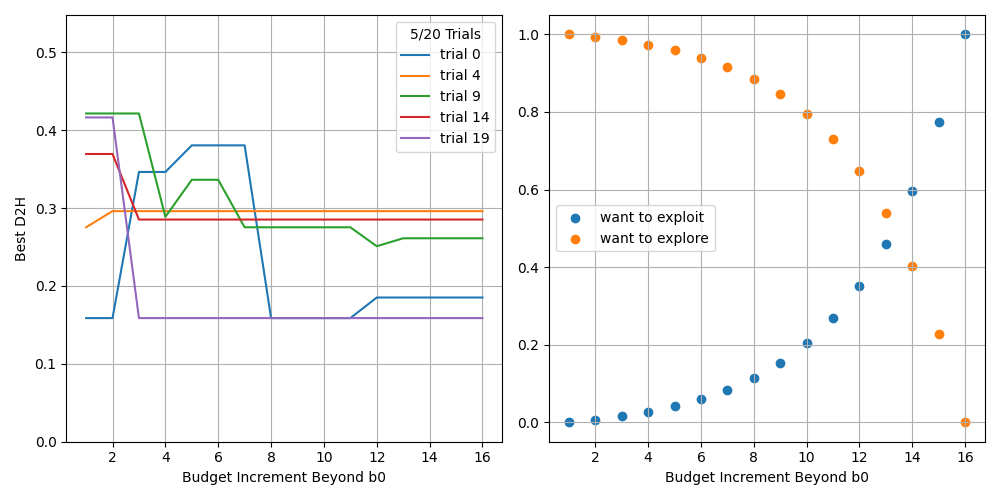 5/20 Trials
trial 0
trial 4
trial 9
trial 14
trial 19
Best D2H
0.5
0.4
0.3
0.2
0.1
0.0
2 4 6 8 10 12 14 16
Budget Increment Beyond b0
1.0
0.8
0.6
0.4
0.2
0.0
want to exploit
want to explore
2 4 6 8 10 12 14 16
Budget Increment Beyond b0